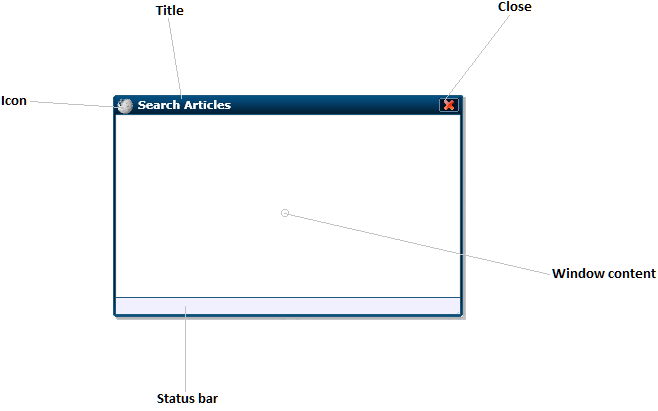 Title
Close
Icon
Search Articles
Window content
Status bar